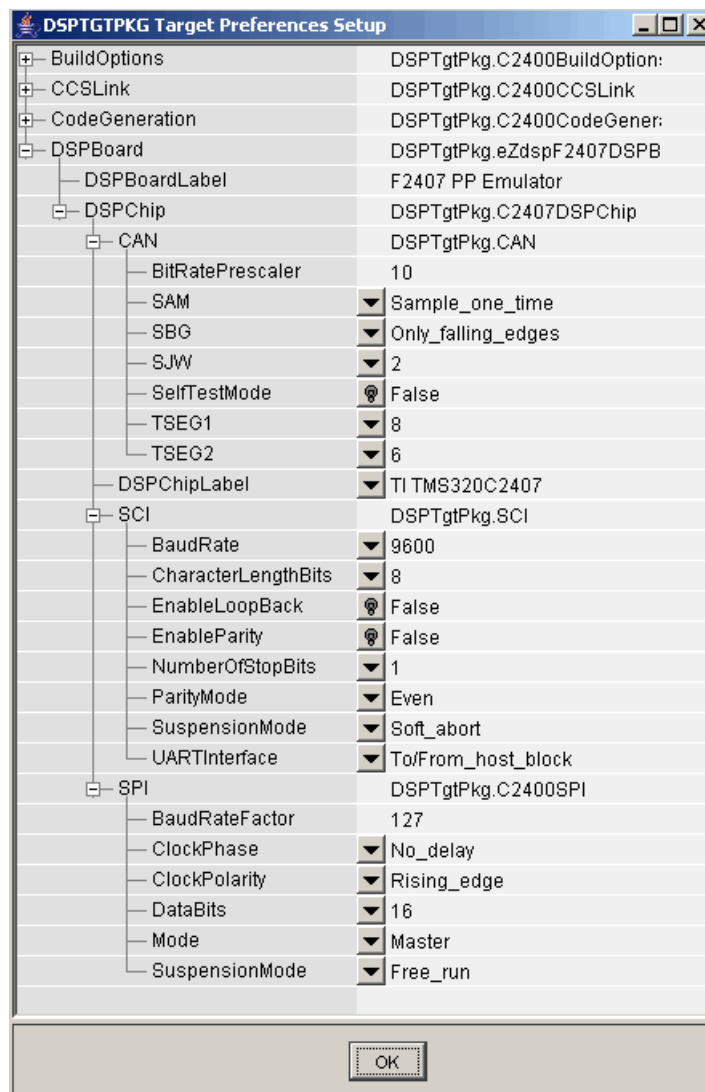 DSPTGTPKG Target Preferences Setup
BuildOptions DSPTgtPkg.C2400BuildOption
CCSLink DSPTgtPkg.C2400CCSLink
CodeGeneration DSPTgtPkg.C2400CodeGener
DSPBoard DSPTgtPkg.eZdspF2407DSPB
DSPBoardLabel F2407 PP Emulator
DSPChip DSPTgtPkg.C2407DSPChip
CAN DSPTgtPkg.CAN
BitRatePrescaler 10
SAM Sample_one_time
SBG Only_falling_edges
SJW 2
SelfTestMode False
TSEG1 8
TSEG2 6
DSPChipLabel TI TMS320C2407
SCI DSPTgtPkg.SCI
BaudRate 9600
CharacterLengthBits 8
EnableLoopBack False
EnableParity False
NumberOfStopBits 1
ParityMode Even
SuspensionMode Soft_abort
UARTInterface To/From_host_block
SPI DSPTgtPkg.C2400SPI
BaudRateFactor 127
ClockPhase No_delay
ClockPolarity Rising_edge
DataBits 16
Mode Master
SuspensionMode Free_run
OK